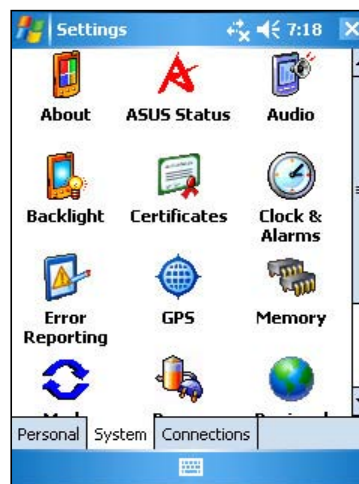 Settings 7:18
About ASUS Status Audio
Backlight Certificates Clock &
Alarms
Error
Reporting GPS Memory
Personal System Connections